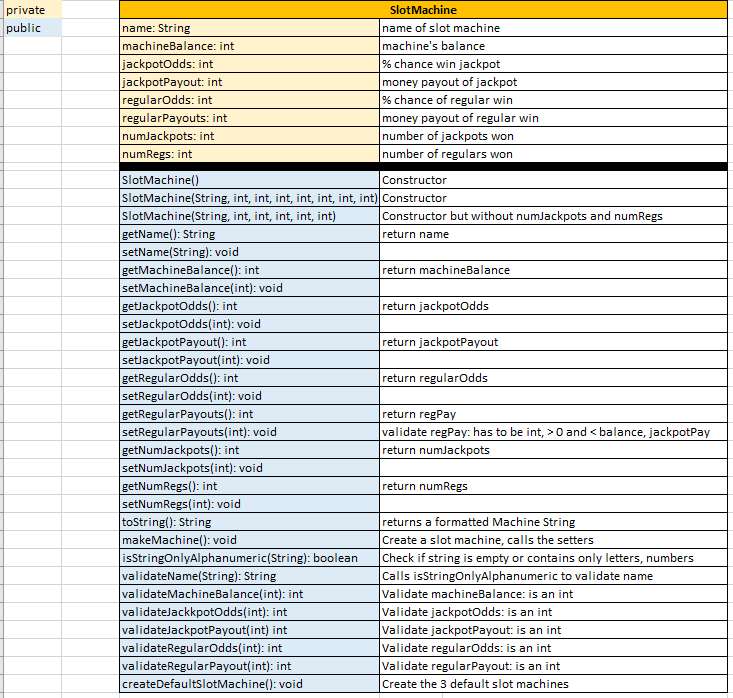 private
SlotMachine
public
name: String
name of slot machine
machineBalance: int
machine's balance
jackpotOdds: int
% chance win jackpot
jackpotPayout: int
money payout of jackpot
regularOdds: int
% chance of regular win
regularPayouts: int
money payout of regular win
numJackpots: int
number of jackpots won
numRegs: int
number of regulars won
SlotMachine()
Constructor
SlotMachine(String, int, int, int, int, int, int, int)
Constructor
SlotMachine(String, int, int, int, int, int)
Constructor but without numJackpots and numRegs
getName(): String
return name
setName(String): void
getMachineBalance(): int
return machineBalance
setMachineBalance(int): void
getJackpotOdds(): int
return jackpotOdds
setJackpotOdds(int): void
getJackpotPayout(): int
return jackpotPayout
setJackpotPayout(int): void
getRegularOdds(): int
return regularOdds
setRegularOdds(int): void
getRegularPayouts(): int
return regPay
setRegularPayouts(int): void
validate regPay: has to be int, > 0 and < balance, jackpotPay
getNumJackpots(): int
return numJackpots
setNumJackpots(int): void
getNumRegs(): int
return numRegs
setNumRegs(int): void
toString(): String
returns a formatted Machine String
makeMachine(): void
Create a slot machine, calls the setters
isStringOnlyAlphanumeric(String): boolean
Check if string is empty or contains only letters, numbers
validateName(String): String
Calls isStringOnlyAlphanumeric to validate name
validateMachineBalance(int): int
Validate machineBalance: is an int
validateJackkpotOdds(int): int
Validate jackpotOdds: is an int
validateJackpotPayout(int) int
Validate jackpotPayout: is an int
validateRegularOdds(int): int
Validate regularOdds: is an int
validateRegularPayout(int): int
Validate regularPayout: is an int
createDefaultSlotMachine(): void
Create the 3 default slot machines